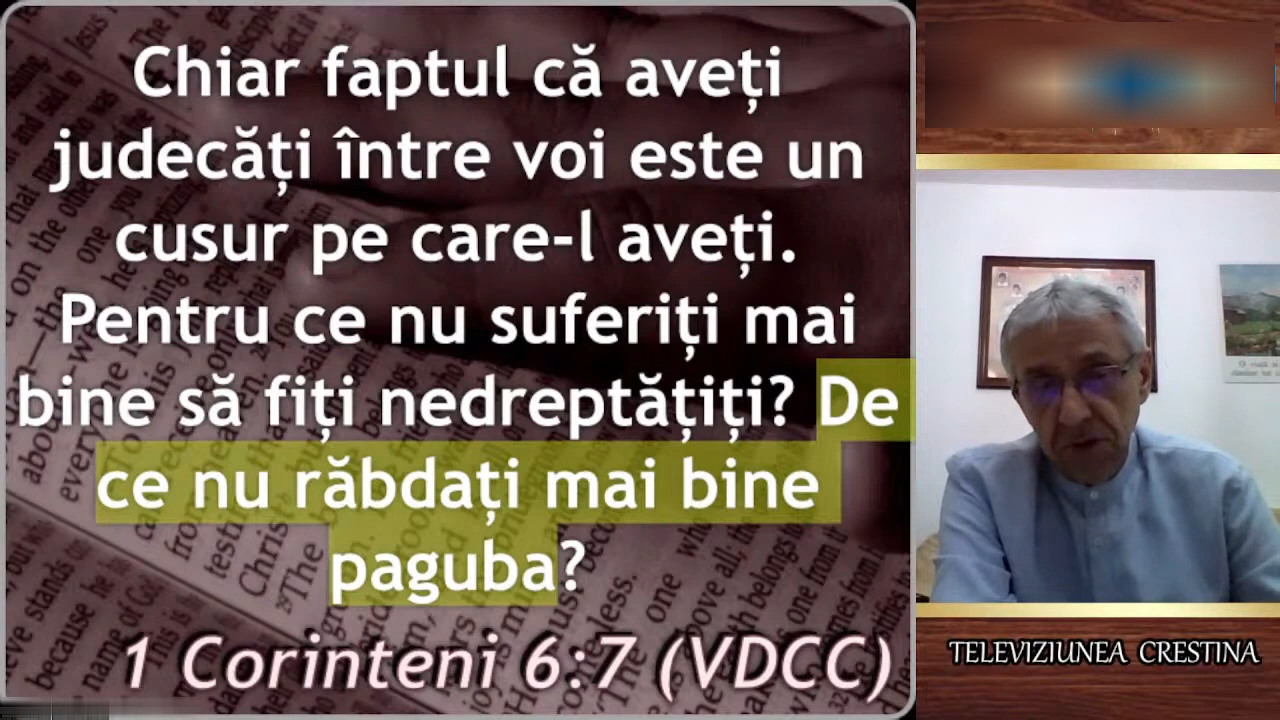 Chiar faptul că aveți
judecăți între voi este un
cusur pe care-l aveți.
Pentru ce nu suferiți mai
bine să fiți nedreptățiți? De
ce nu răbdați mai bine
paguba?
1 Corinteni 6:7 (VDCC)
TELEVIZIUNEA CRESTINA